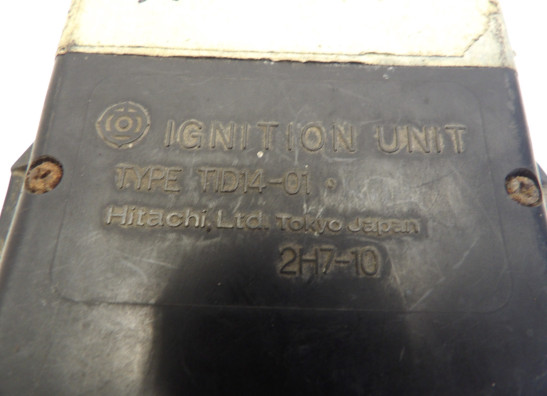 IGNITION UNIT
TYPE TID14-01
Hitachi, Ltd. Tokyo Japan
2H7-10